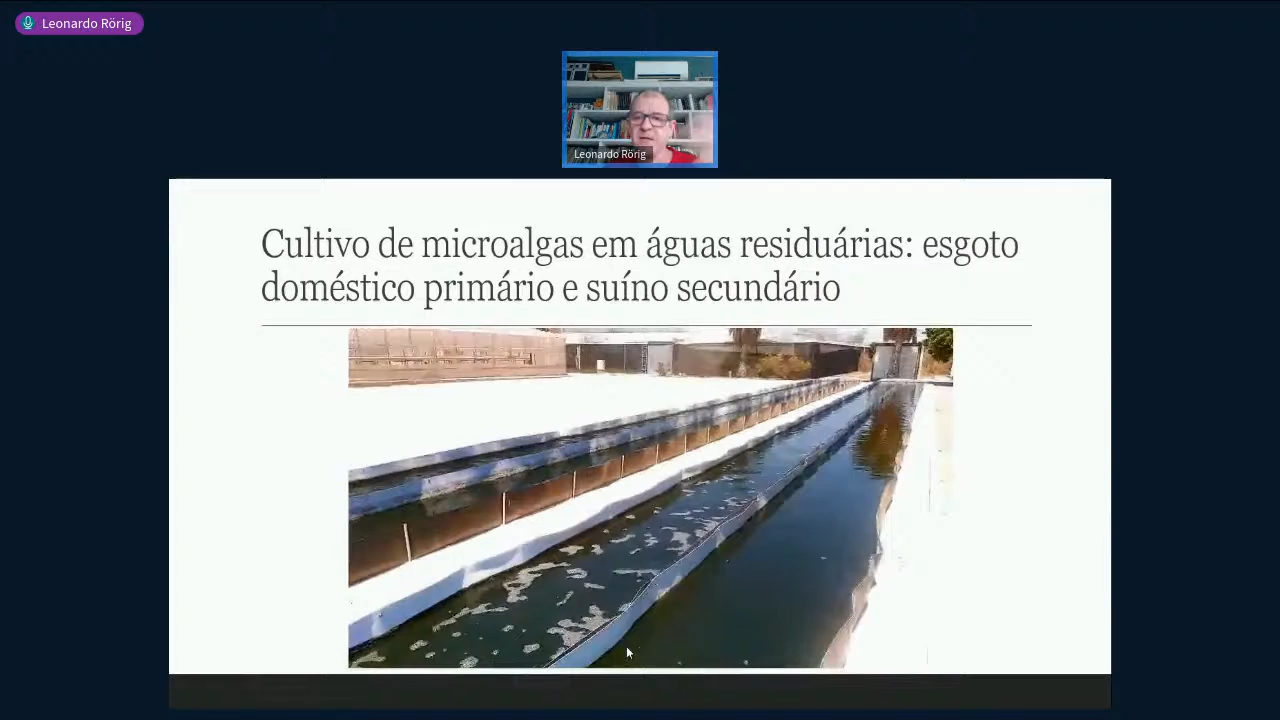 Leonardo Rörig
Leonardo Rörig
Cultivo de microalgas em águas residuárias: esgoto
doméstico primário e suíno secundário